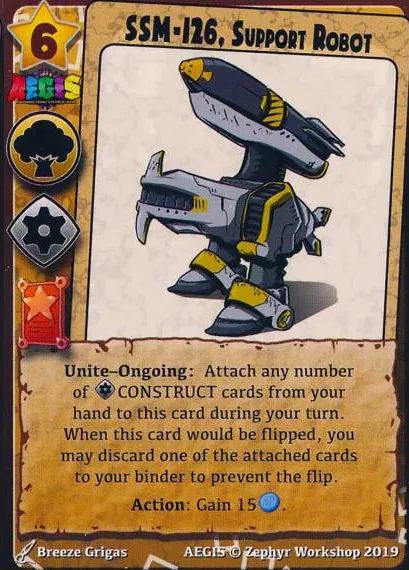 6
SSM-126, SUPPORT ROBOT
AEGIS
Unite–Ongoing: Attach any number
of CONSTRUCT cards from your
hand to this card during your turn.
When this card would be flipped, you
may discard one of the attached cards
to your binder to prevent the flip.
Action: Gain 15.
Breeze Grigas
AEGIS © Zephyr Workshop 2019